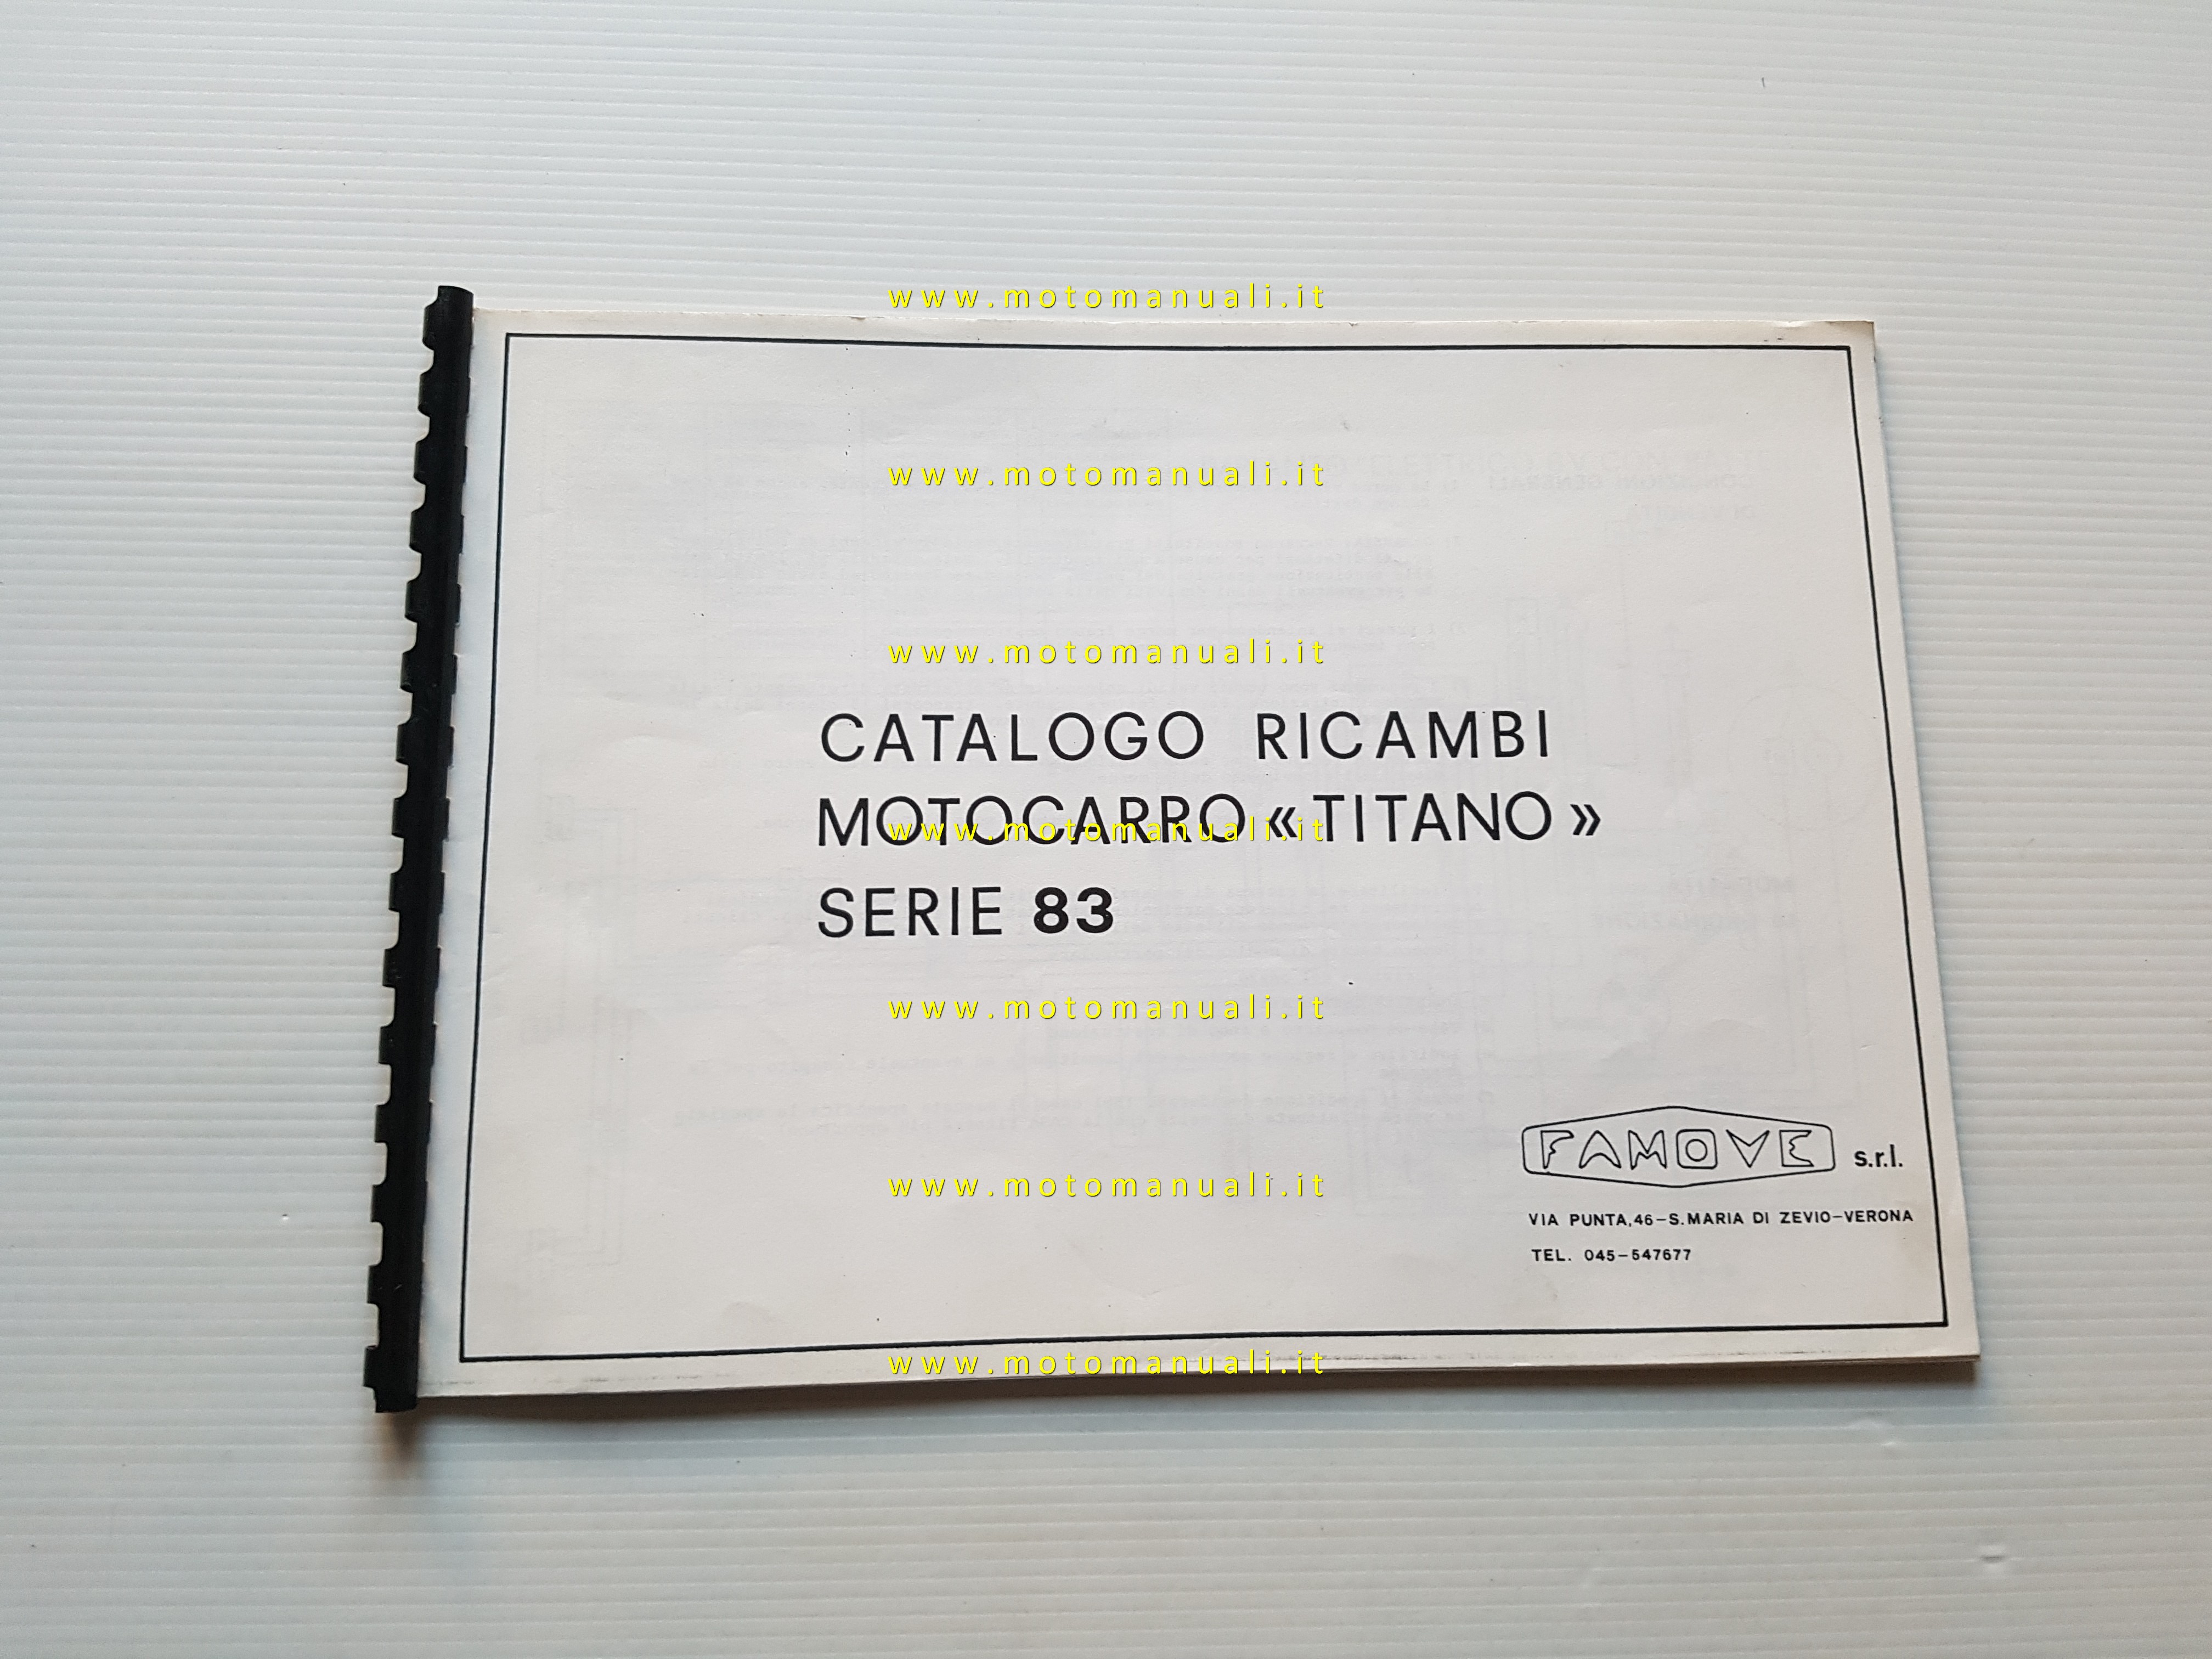 www.motomanuali.it
www.motomanuali.it
www.motomanuali.it
CATALOGO RICAMBI
MOTOCARRO «TITANO»
www.motomanuali.it
SERIE 83
www.motomanuali.it
FAMOVE s.r.l.
www.motomanuali.it
VIA PUNTA,46-S.MARIA DI ZEVIO-VERONA
TEL. 045-547677
www.motomanuali.it